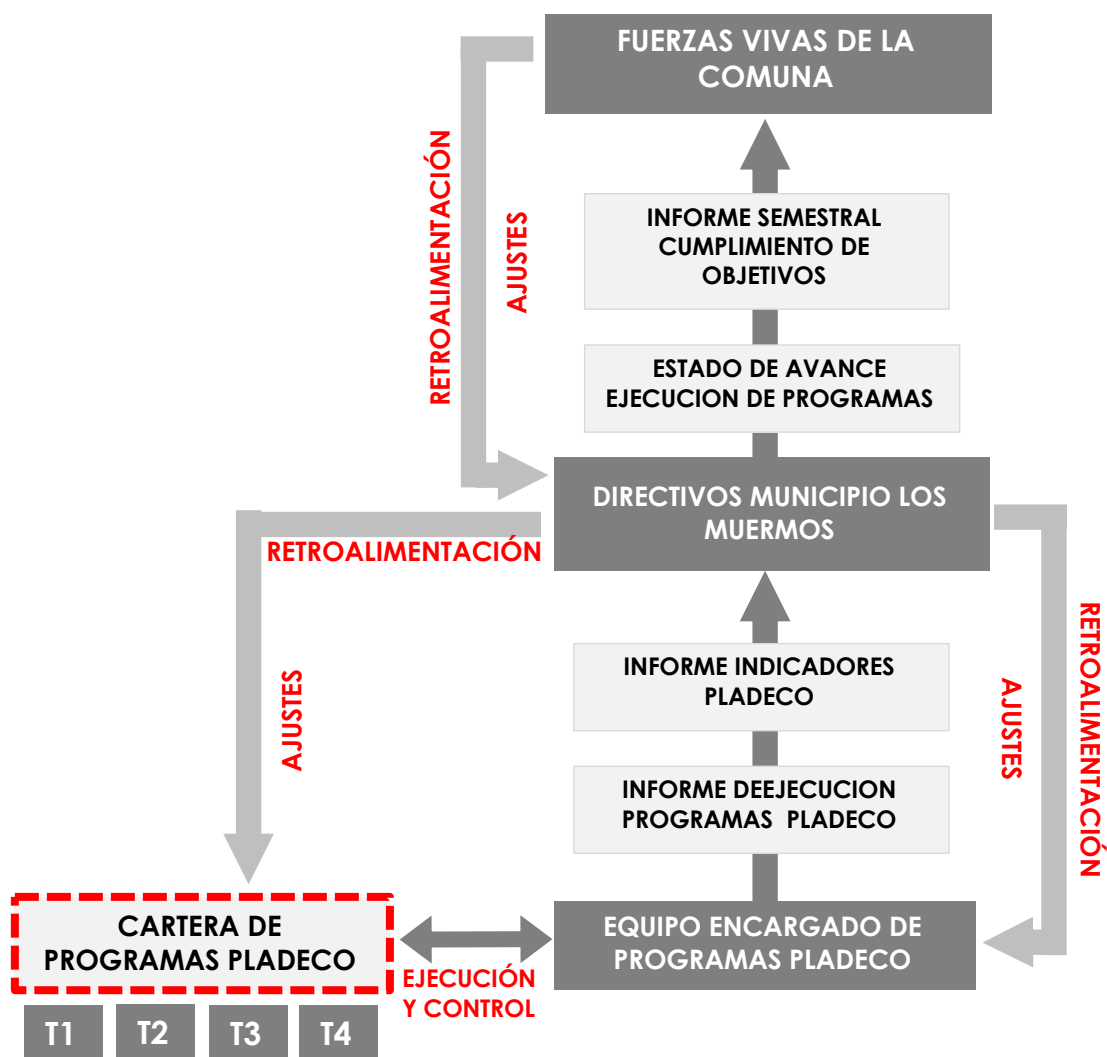 FUERZAS VIVAS DE LA
COMUNA
RETROALIMENTACIÓN
AJUSTES
INFORME SEMESTRAL
CUMPLIMIENTO DE
OBJETIVOS
ESTADO DE AVANCE
EJECUCION DE PROGRAMAS
DIRECTIVOS MUNICIPIO LOS
MUERMOS
RETROALIMENTACIÓN
AJUSTES
INFORME INDICADORES
PLADECO
RETROALIMENTACIÓN
AJUSTES
INFORME DEEJECUCION
PROGRAMAS PLADECO
CARTERA DE
PROGRAMAS PLADECO
EJECUCIÓN
Y CONTROL
EQUIPO ENCARGADO DE
PROGRAMAS PLADECO
T1
T2
T3
T4